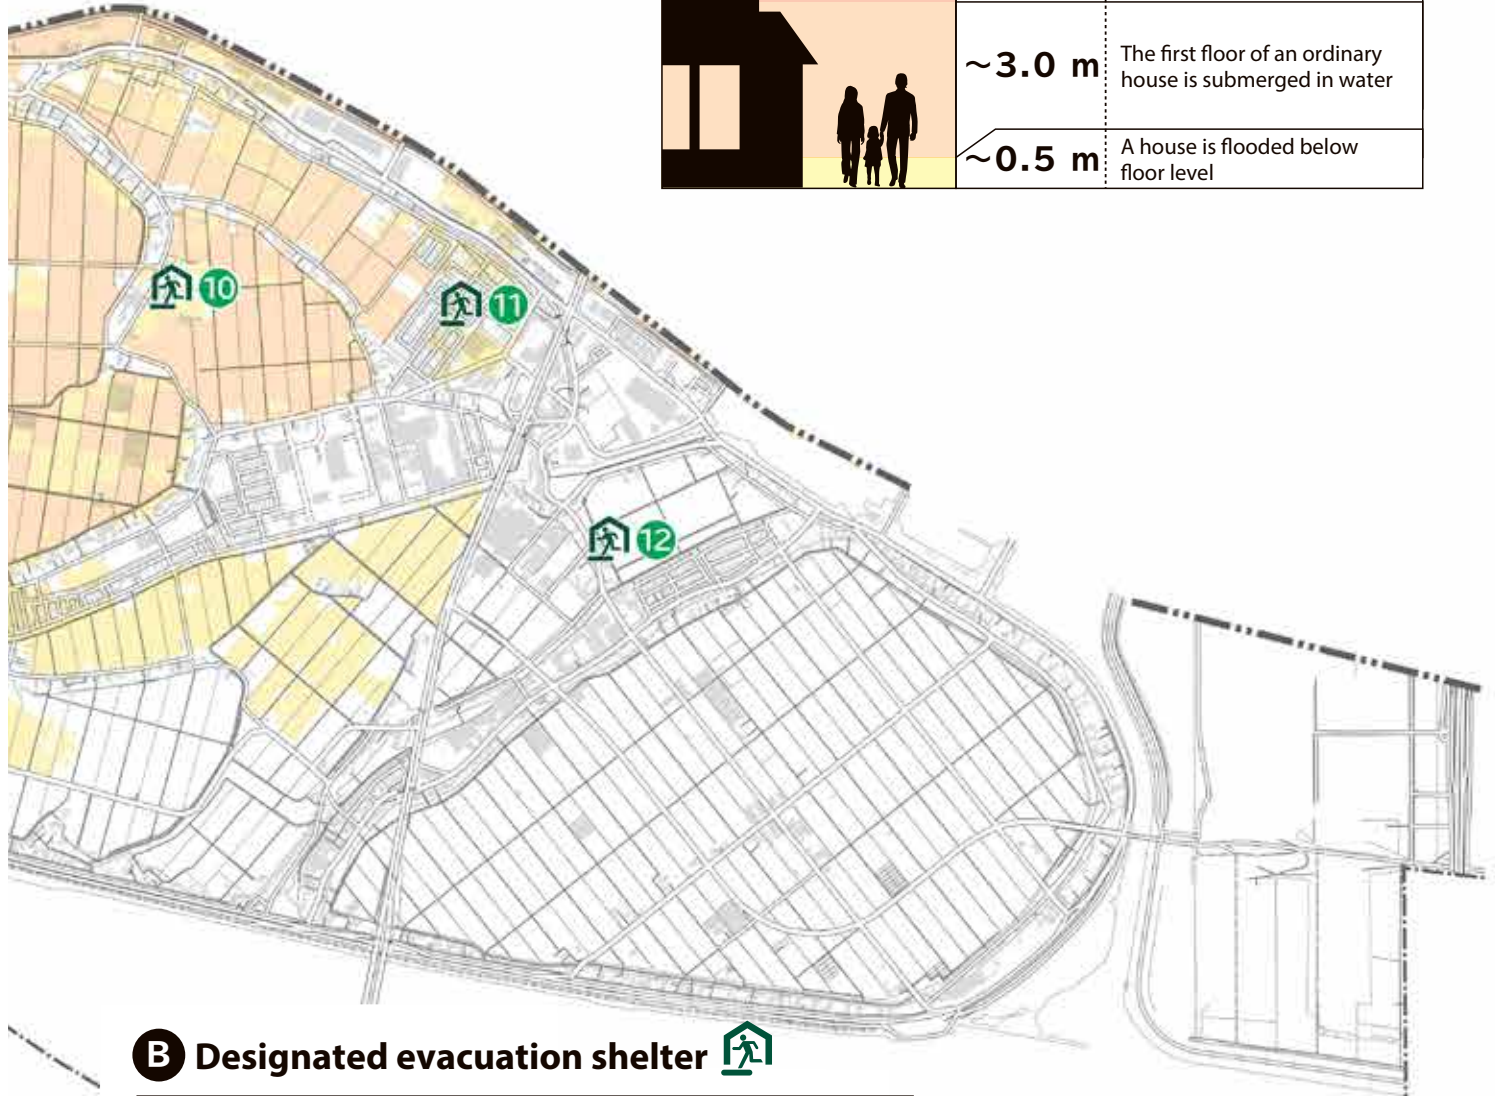 ~3.0 m
The first floor of an ordinary
house is submerged in water
~0.5 m
A house is flooded below
floor level
10
11
12
B Designated evacuation shelter